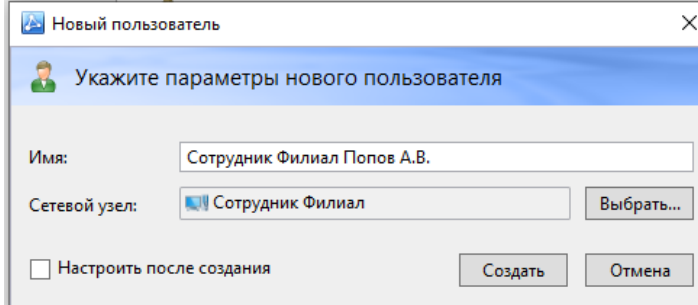 Новый пользователь
Укажите параметры нового пользователя
Имя: Сотрудник Филиал Попов А.В.
Сетевой узел: Сотрудник Филиал Выбрать...
Настроить после создания Создать Отмена